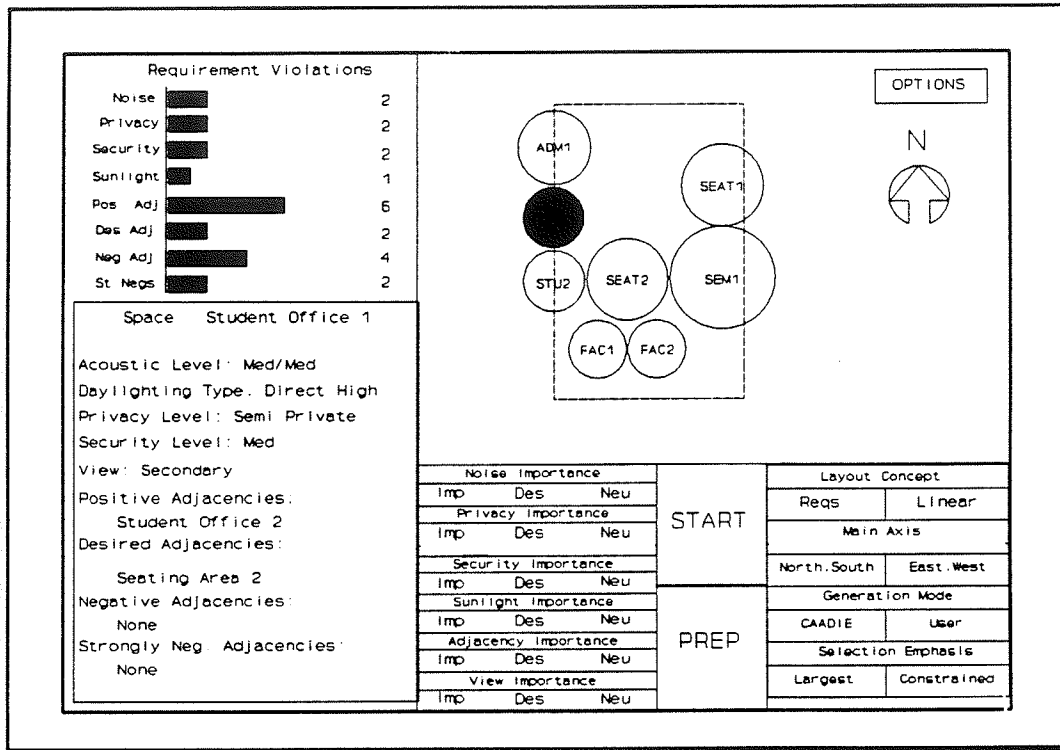 Requirement Violations
Noise 2
Privacy 2
Security 2
Sunlight 1
Pos Adj 6
Des Adj 2
Neg Adj 4
St Negs 2
Space Student Office 1
Acoustic Level: Med/Med
Daylighting Type. Direct High
Privacy Level: Semi Private
Security Level: Med
View: Secondary
Positive Adjacencies:
Student Office 2
Desired Adjacencies:
Seating Area 2
Negative Adjacencies:
None
Strongly Neg. Adjacencies:
None
OPTIONS
N
ADM1
SEAT1
STU2
SEAT2
SEM1
FAC1
FAC2
Noise Importance
Imp Des Neu
Privacy Importance
Imp Des Neu
Security Importance
Imp Des Neu
Sunlight Importance
Imp Des Neu
Adjacency Importance
Imp Des Neu
View Importance
Imp Des Neu
START
PREP
Layout Concept
Reqs Linear
Main Axis
North.South East.West
Generation Mode
CAADIE User
Selection Emphasis
Largest Constrained